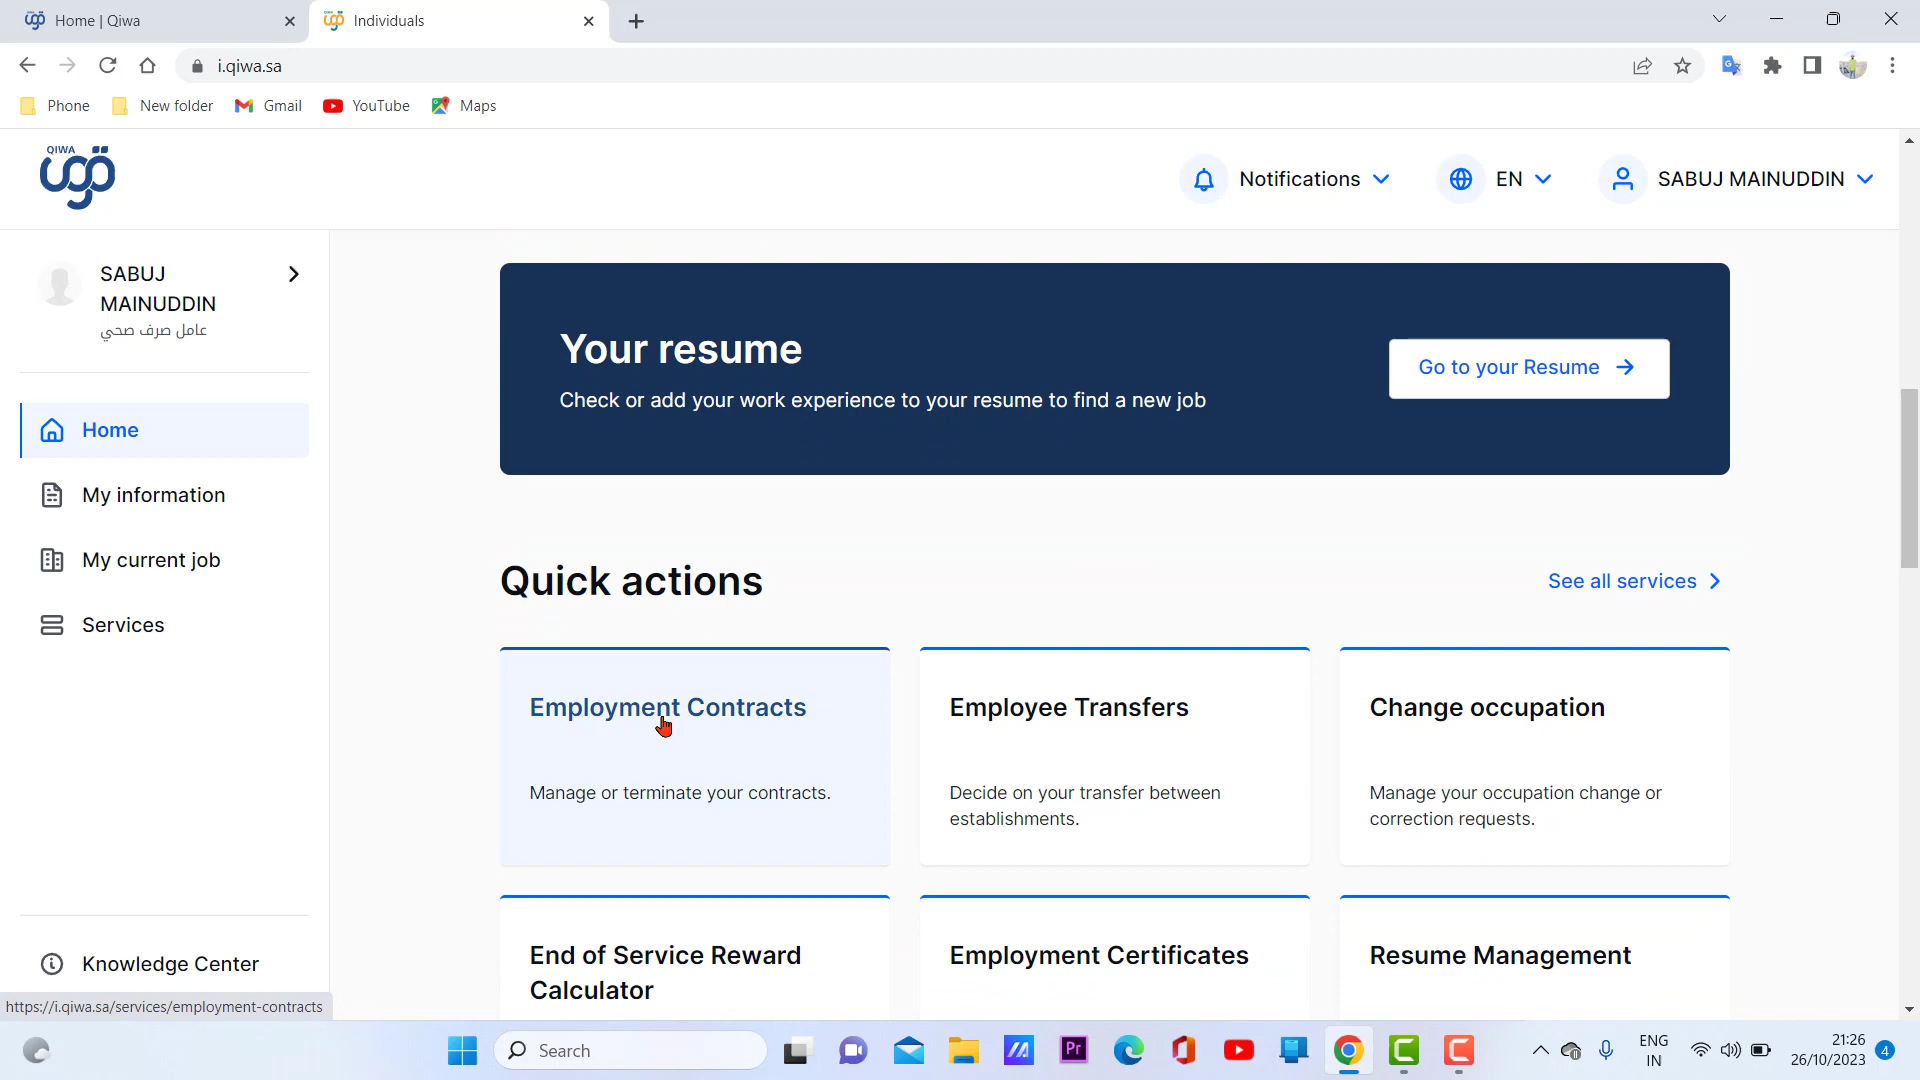 Home | Qiwa
Individuals
i.qiwa.sa
Phone
New folder
Gmail
YouTube
Maps
QIWA
قوى
Notifications
EN
SABUJ MAINUDDIN
SABUJ
MAINUDDIN
عامل صرف صحي
Home
My information
My current job
Services
Knowledge Center
https://i.qiwa.sa/services/employment-contracts
Your resume
Check or add your work experience to your resume to find a new job
Go to your Resume
Quick actions
See all services
Employment Contracts
Manage or terminate your contracts.
Employee Transfers
Decide on your transfer between
establishments.
Change occupation
Manage your occupation change or
correction requests.
End of Service Reward
Calculator
Employment Certificates
Resume Management
Search
Pr
ENG
IN
21:26
26/10/2023
4